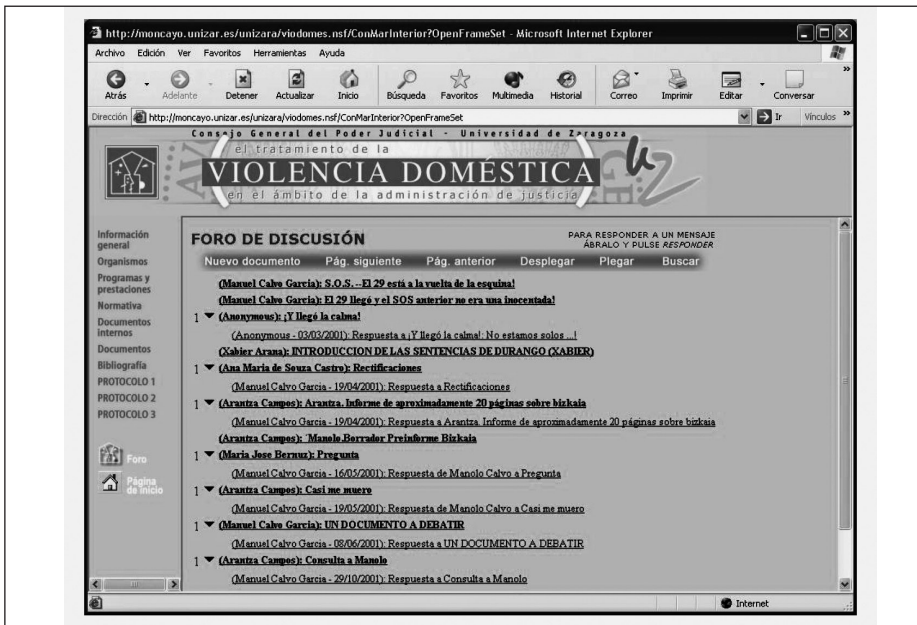 http://moncayo.unizar.es/unizara/viodomes.nsf/ConMarInterior?OpenFrameSet - Microsoft Internet Explorer
Archivo Edición Ver Favoritos Herramientas Ayuda
Atrás Adelante Detener Actualizar Inicio Búsqueda Favoritos Multimedia Historial Correo Imprimir Editar Conversar
Dirección http://moncayo.unizar.es/unizara/viodomes.nsf/ConMarInterior?OpenFrameSet Ir Vínculos
Consejo General del Poder Judicial - Universidad de Zaragoza
el tratamiento de la
VIOLENCIA DOMÉSTICA
en el ámbito de la administración de justicia
uz
Información general
Organismos
Programas y prestaciones
Normativa
Documentos internos
Documentos
Bibliografía
PROTOCOLO 1
PROTOCOLO 2
PROTOCOLO 3
Foro
Página de inicio
FORO DE DISCUSIÓN
PARA RESPONDER A UN MENSAJE
ÁBRALO Y PULSE RESPONDER
Nuevo documento Pág. siguiente Pág. anterior Desplegar Plegar Buscar
(Manuel Calvo García): S.O.S.--El 29 está a la vuelta de la esquina!
(Manuel Calvo García): El 29 llegó y el SOS anterior no era una inocentada!
1 (Anonymous): ¡Y llegó la calma!
(Anonymous - 03/03/2001): Respuesta a ¡Y llegó la calma!: No estamos solos ...!
(Xabier Arana): INTRODUCCION DE LAS SENTENCIAS DE DURANGO (XABIER)
1 (Ana Maria de Souza Castro): Rectificaciones
(Manuel Calvo Garcia - 19/04/2001): Respuesta a Rectificaciones
1 (Arantza Campos): Arantza. Informe de aproximadamente 20 páginas sobre bizkaia
(Manuel Calvo Garcia - 19/04/2001): Respuesta a Arantza. Informe de aproximadamente 20 páginas sobre bizkaia
(Arantza Campos): ´Manolo.Borrador Preinforme Bizkaia
1 (Maria Jose Bernuz): Pregunta
(Manuel Calvo Garcia - 16/05/2001): Respuesta de Manolo Calvo a Pregunta
1 (Arantza Campos): Casi me muero
(Manuel Calvo Garcia - 19/05/2001): Respuesta de Manolo Calvo a Casi me muero
1 (Manuel Calvo Garcia): UN DOCUMENTO A DEBATIR
(Manuel Calvo Garcia - 08/06/2001): Respuesta a UN DOCUMENTO A DEBATIR
1 (Arantza Campos): Consulta a Manolo
(Manuel Calvo Garcia - 29/10/2001): Respuesta a Consulta a Manolo
Internet